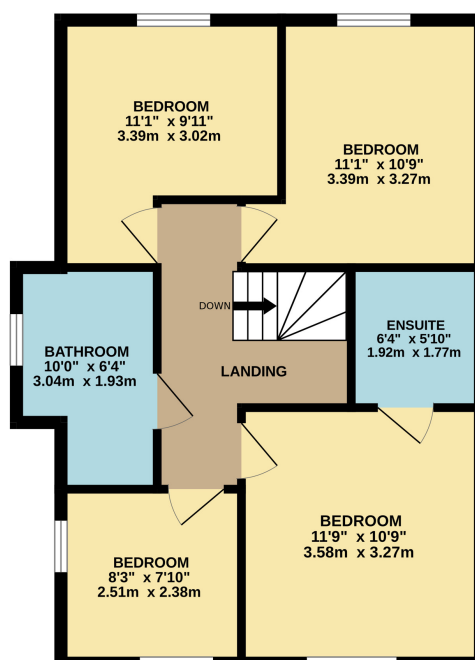 BEDROOM
11'1" x 9'11"
3.39m x 3.02m
BEDROOM
11'1" x 10'9"
3.39m x 3.27m
DOWN
ENSUITE
6'4" x 5'10"
1.92m x 1.77m
BATHROOM
10'0" x 6'4"
3.04m x 1.93m
LANDING
BEDROOM
11'9" x 10'9"
3.58m x 3.27m
BEDROOM
8'3" x 7'10"
2.51m x 2.38m